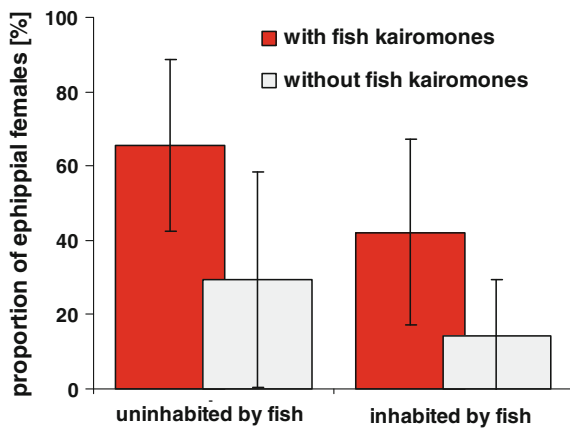 proportion of ephippial females [%]
100
80
60
40
20
0
with fish kairomones
without fish kairomones
uninhabited by fish
inhabited by fish